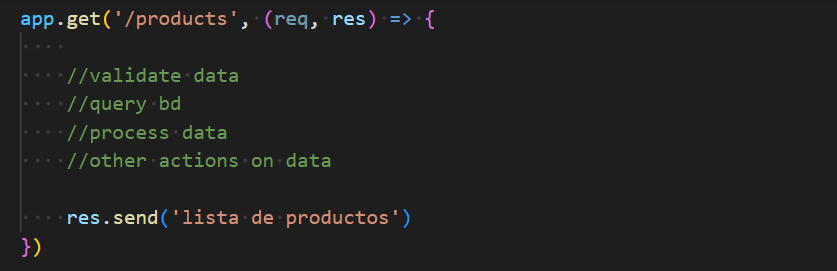 app.get('/products', (req, res) => {
//validate data
//query bd
//process data
//other actions on data
res.send('lista de productos')
})